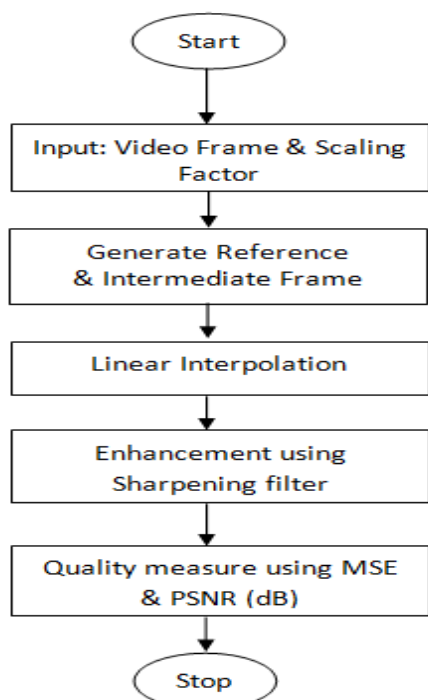 Start
Input: Video Frame & Scaling
Factor
Generate Reference
& Intermediate Frame
Linear Interpolation
Enhancement using
Sharpening filter
Quality measure using MSE
& PSNR (dB)
Stop